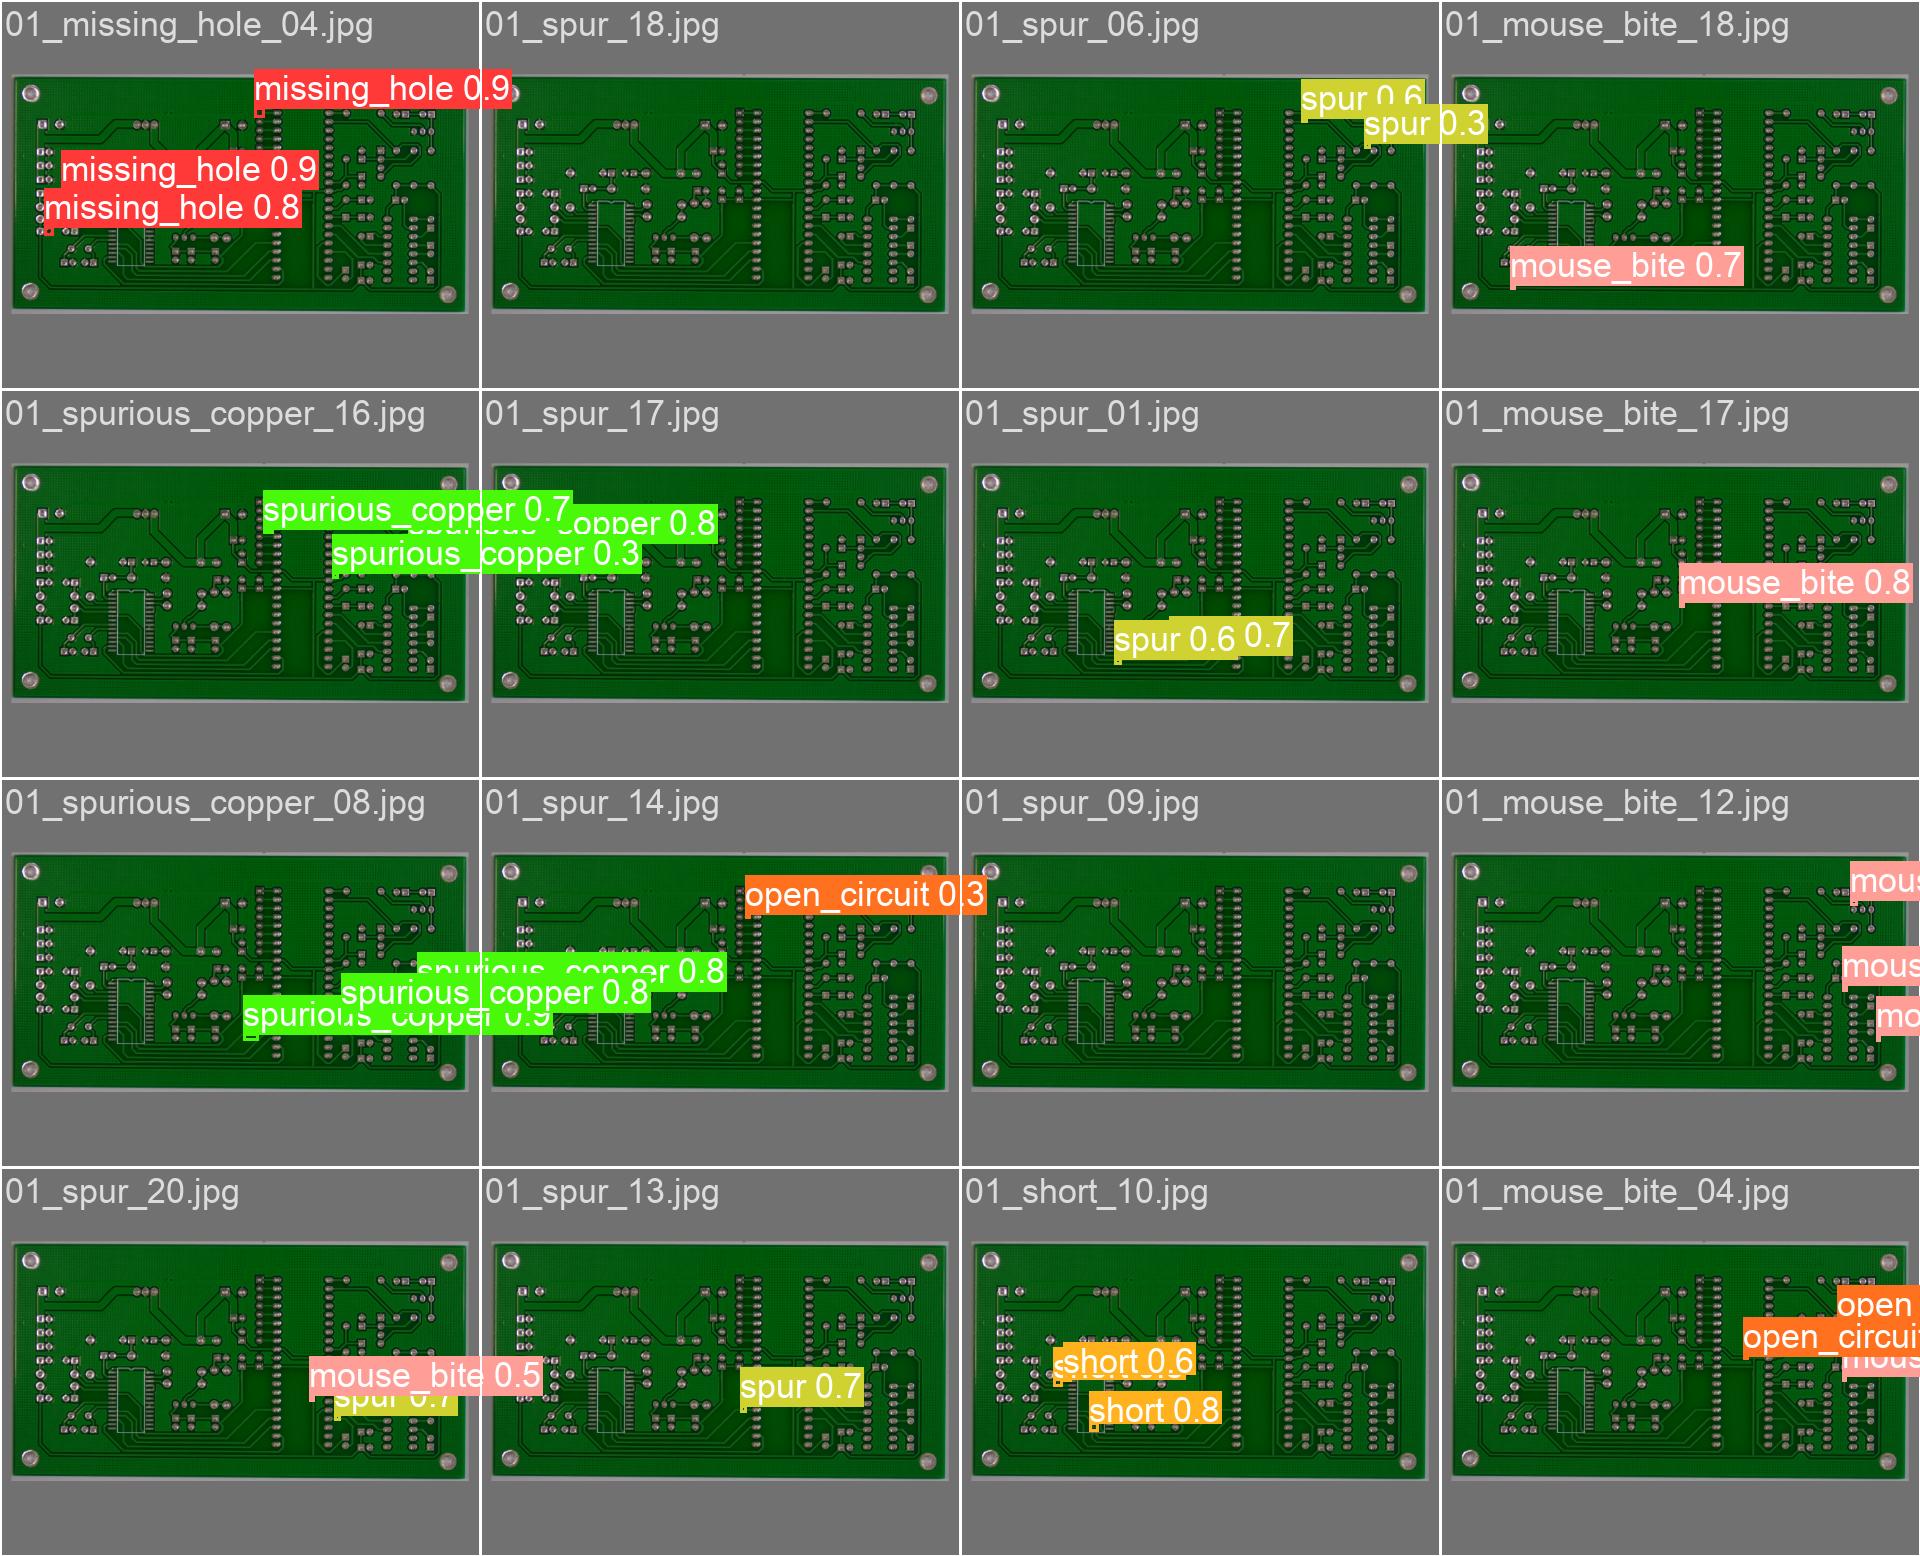 01_missing_hole_04.jpg
01_spur_18.jpg
01_spur_06.jpg
01_mouse_bite_18.jpg
missing_hole 0.9
missing_hole 0.9
missing_hole 0.8
spur 0.6
spur 0.3
mouse_bite 0.7
01_spurious_copper_16.jpg
01_spur_17.jpg
01_spur_01.jpg
01_mouse_bite_17.jpg
spurious_copper 0.7
spurious_copper 0.8
spurious_copper 0.3
spur 0.6
0.7
mouse_bite 0.8
01_spurious_copper_08.jpg
01_spur_14.jpg
01_spur_09.jpg
01_mouse_bite_12.jpg
open_circuit 0.3
spurious_copper 0.8
spurious_copper 0.8
spurious_copper 0.9
mous
mous
mo
01_spur_20.jpg
01_spur_13.jpg
01_short_10.jpg
01_mouse_bite_04.jpg
mouse_bite 0.5
spur 0.7
spur 0.7
short 0.6
short 0.8
open
open_circuit
mous